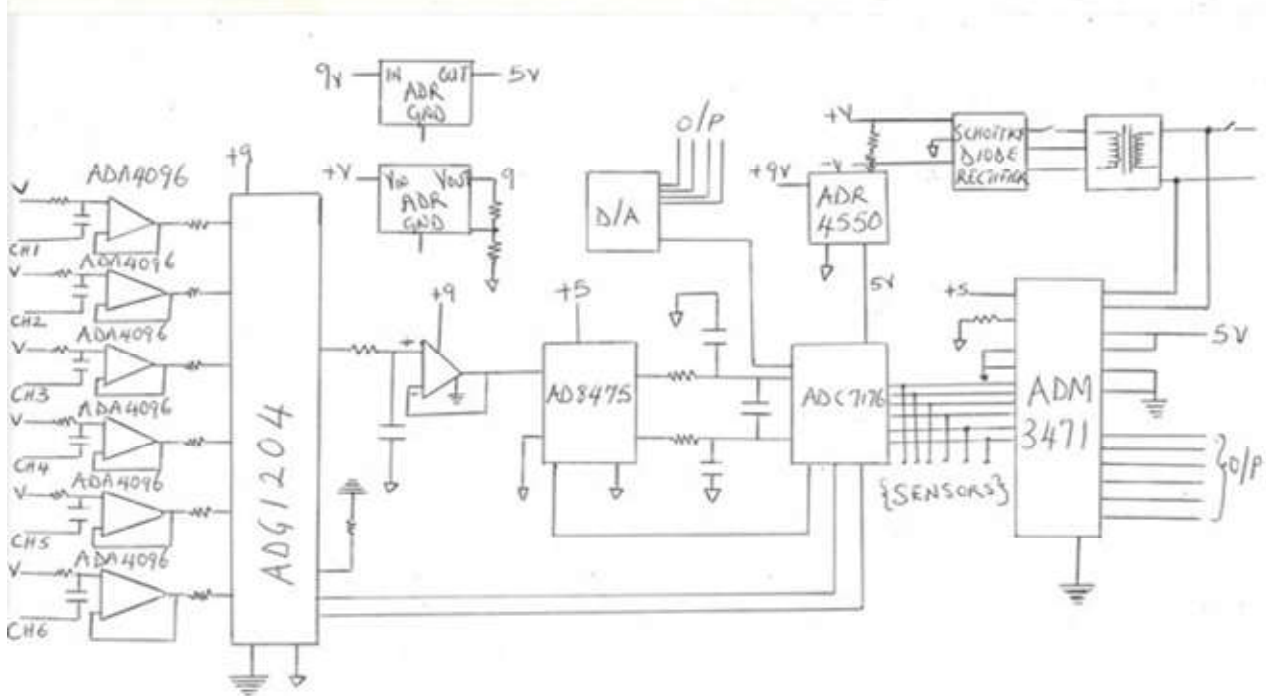 9v IN OUT 5V
ADR
GND
O/P
+V
-V
SCHOTTKY
DIODE
RECTIFIER
+9
+V VIN VOUT 9
ADR
GND
D/A
+9v
ADR
4550
5V
V
ADA4096
CH1
V
ADA4096
CH2
V
ADA4096
CH3
V
ADA4096
CH4
V
ADA4096
CH5
V
ADA4096
CH6
ADG1204
+9
+
-
+5
AD8475
ADC7176
{SENSORS}
+5
5V
ADM
3471
}O/P